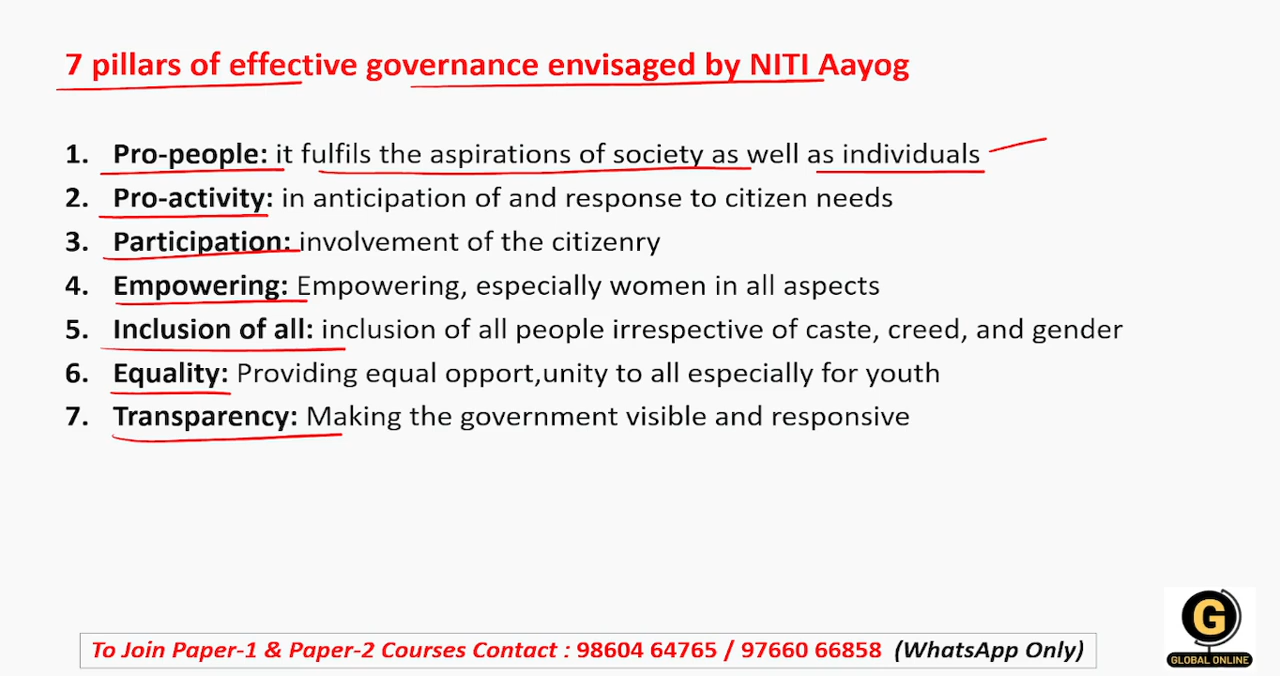 7 pillars of effective governance envisaged by NITI Aayog
1. Pro-people: it fulfils the aspirations of society as well as individuals
2. Pro-activity: in anticipation of and response to citizen needs
3. Participation: involvement of the citizenry
4. Empowering: Empowering, especially women in all aspects
5. Inclusion of all: inclusion of all people irrespective of caste, creed, and gender
6. Equality: Providing equal opport,unity to all especially for youth
7. Transparency: Making the government visible and responsive
To Join Paper-1 & Paper-2 Courses Contact : 98604 64765 / 97660 66858 (WhatsApp Only)
G
GLOBAL ONLINE